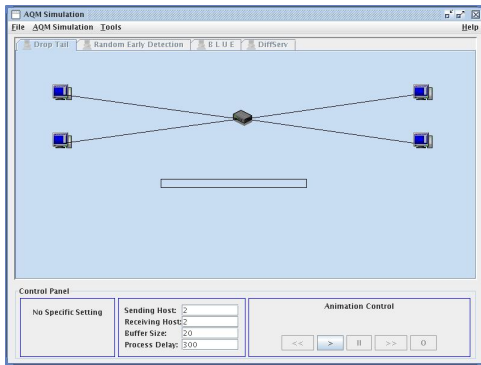 AQM Simulation
File AQM Simulation Tools Help
Drop Tail Random Early Detection B L U E DiffServ
Control Panel
No Specific Setting
Sending Host: 2
Receiving Host: 2
Buffer Size: 20
Process Delay: 300
Animation Control
<< > II >> O